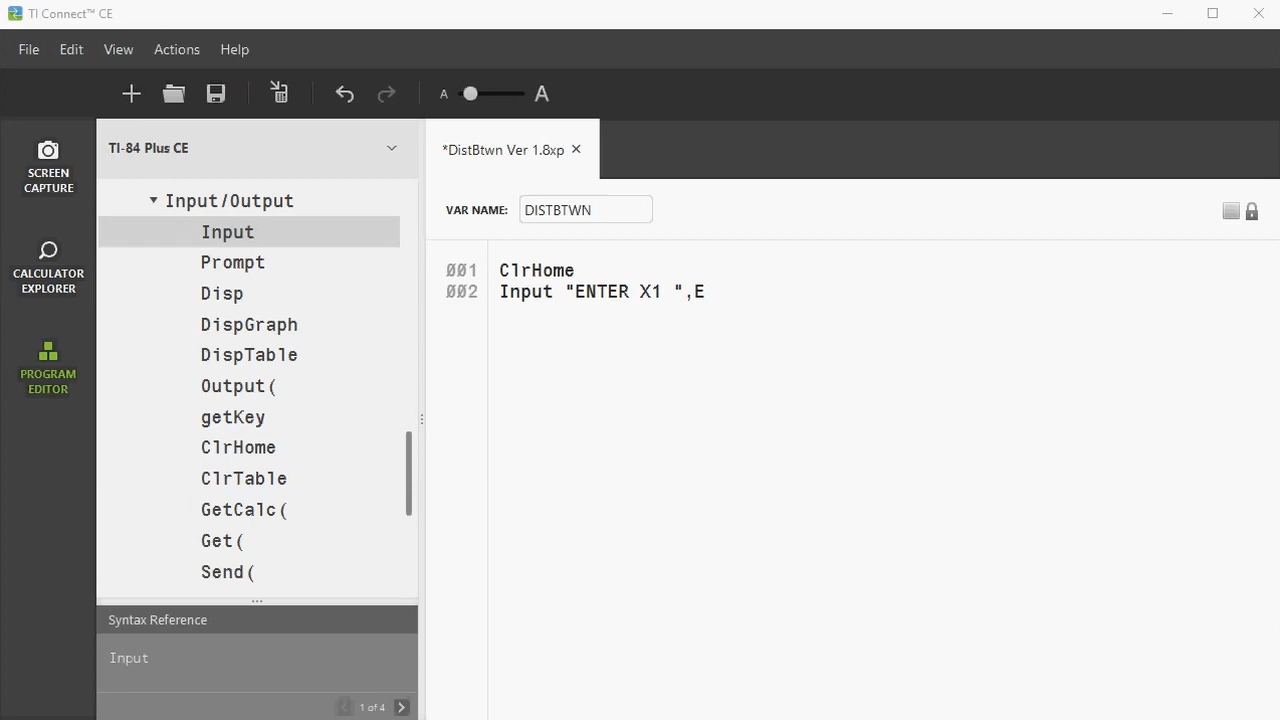 TI Connect™ CE
File Edit View Actions Help
A A
SCREEN
CAPTURE
CALCULATOR
EXPLORER
PROGRAM
EDITOR
TI-84 Plus CE
Input/Output
Input
Prompt
Disp
DispGraph
DispTable
Output(
getKey
ClrHome
ClrTable
GetCalc(
Get(
Send(
Syntax Reference
Input
1 of 4
*DistBtwn Ver 1.8xp
VAR NAME: DISTBTWN
001 ClrHome
002 Input "ENTER X1 ",E